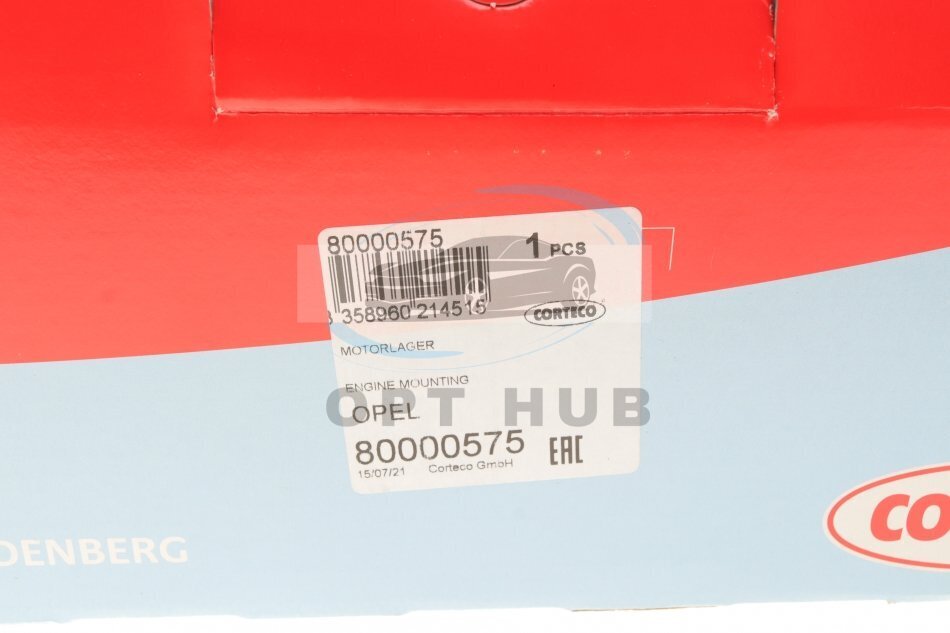 80000575
1 PCS
8 358960 214515
CORTECO
MOTORLAGER
ENGINE MOUNTING
OPT HUB
OPEL
80000575
EAC
15/07/21 Corteco GmbH
DENBERG
CO